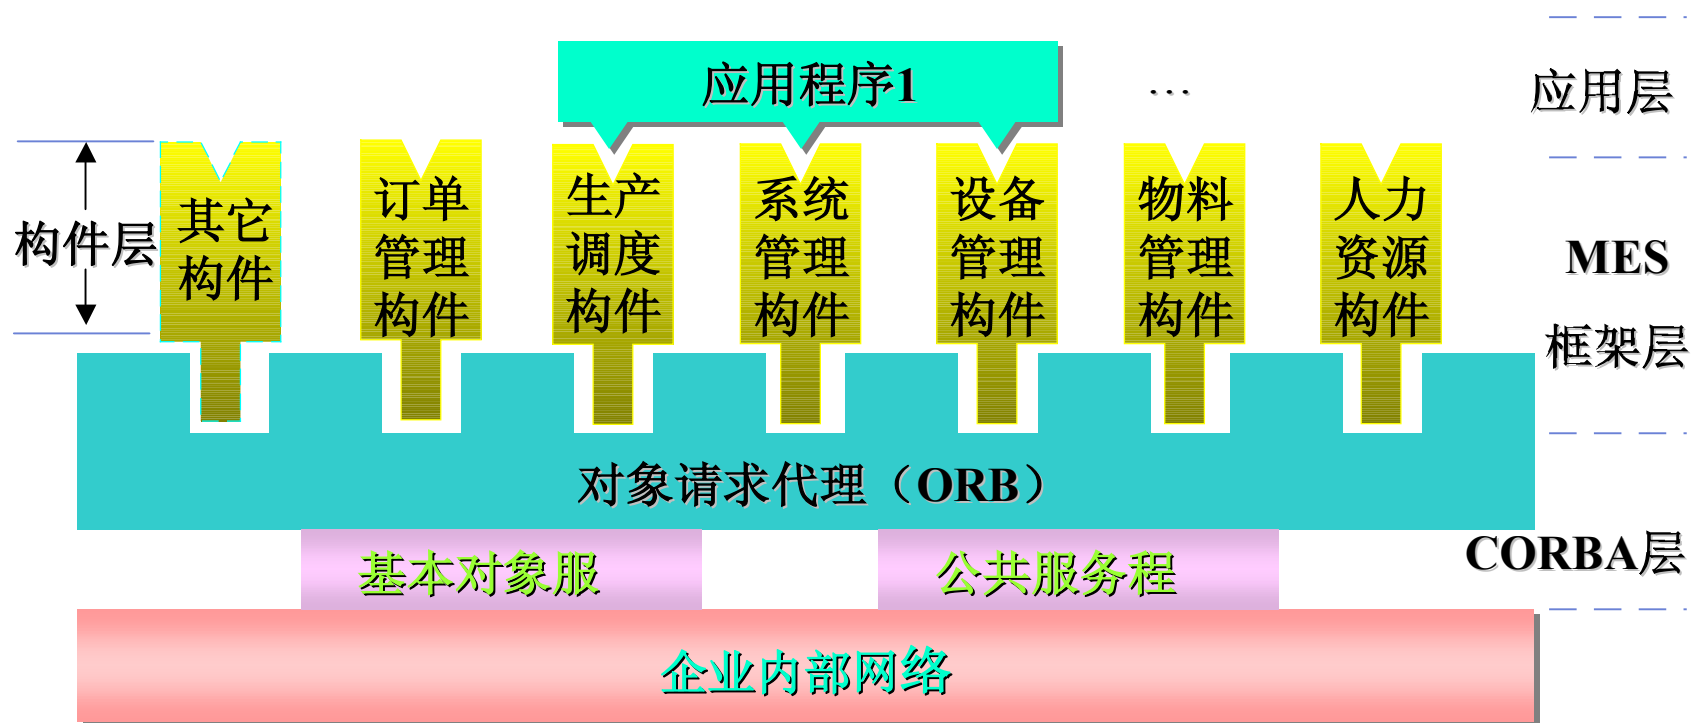 应用程序1
…
应用层
构件层
其它
构件
订单
管理
构件
生产
调度
构件
系统
管理
构件
设备
管理
构件
物料
管理
构件
人力
资源
构件
MES
框架层
对象请求代理（ORB）
基本对象服
公共服务程
CORBA层
企业内部网络